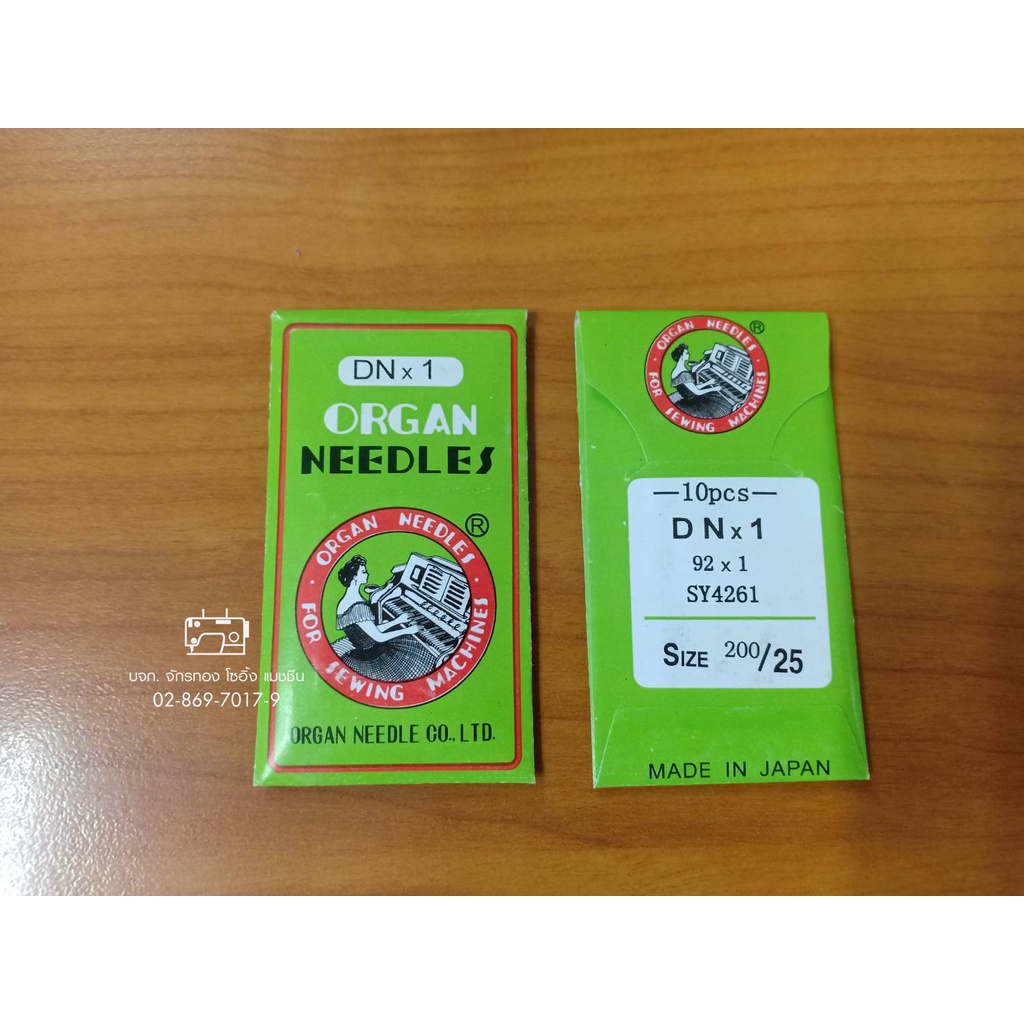 DN x 1
ORGAN
NEEDLES
®
ORGAN NEEDLES
FOR SEWING MACHINES
ORGAN NEEDLE CO., LTD.
ORGAN NEEDLES
®
FOR SEWING MACHINES
—10pcs—
DN x 1
92 x 1
SY4261
SIZE 200/25
MADE IN JAPAN
บจก. จักรทอง โซอิ้ง แมชชีน
02-869-7017-9